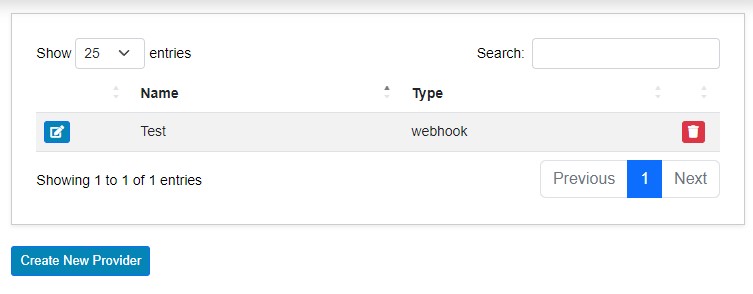 Show 25 entries Search:
Name Type
Test webhook
Showing 1 to 1 of 1 entries Previous 1 Next
Create New Provider